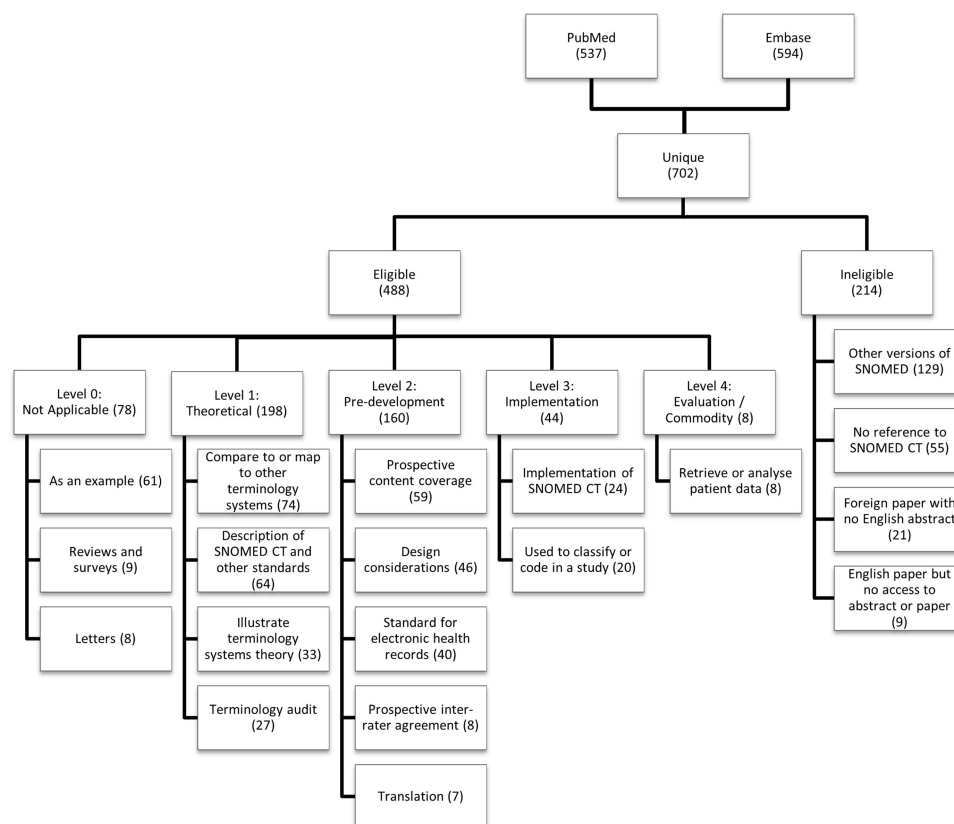 PubMed
(537)
Embase
(594)
Unique
(702)
Eligible
(488)
Ineligible
(214)
Level 0:
Not Applicable (78)
As an example (61)
Reviews and
surveys (9)
Letters (8)
Level 1:
Theoretical (198)
Compare to or map
to other
terminology
systems (74)
Description of
SNOMED CT and
other standards
(64)
Illustrate
terminology
systems theory (33)
Terminology audit
(27)
Level 2:
Pre-development
(160)
Prospective
content coverage
(59)
Design
considerations (46)
Standard for
electronic health
records (40)
Prospective inter-
rater agreement (8)
Translation (7)
Level 3:
Implementation
(44)
Implementation of
SNOMED CT (24)
Used to classify or
code in a study (20)
Level 4:
Evaluation /
Commodity (8)
Retrieve or analyse
patient data (8)
Other versions of
SNOMED (129)
No reference to
SNOMED CT (55)
Foreign paper with
no English abstract
(21)
English paper but
no access to
abstract or paper
(9)